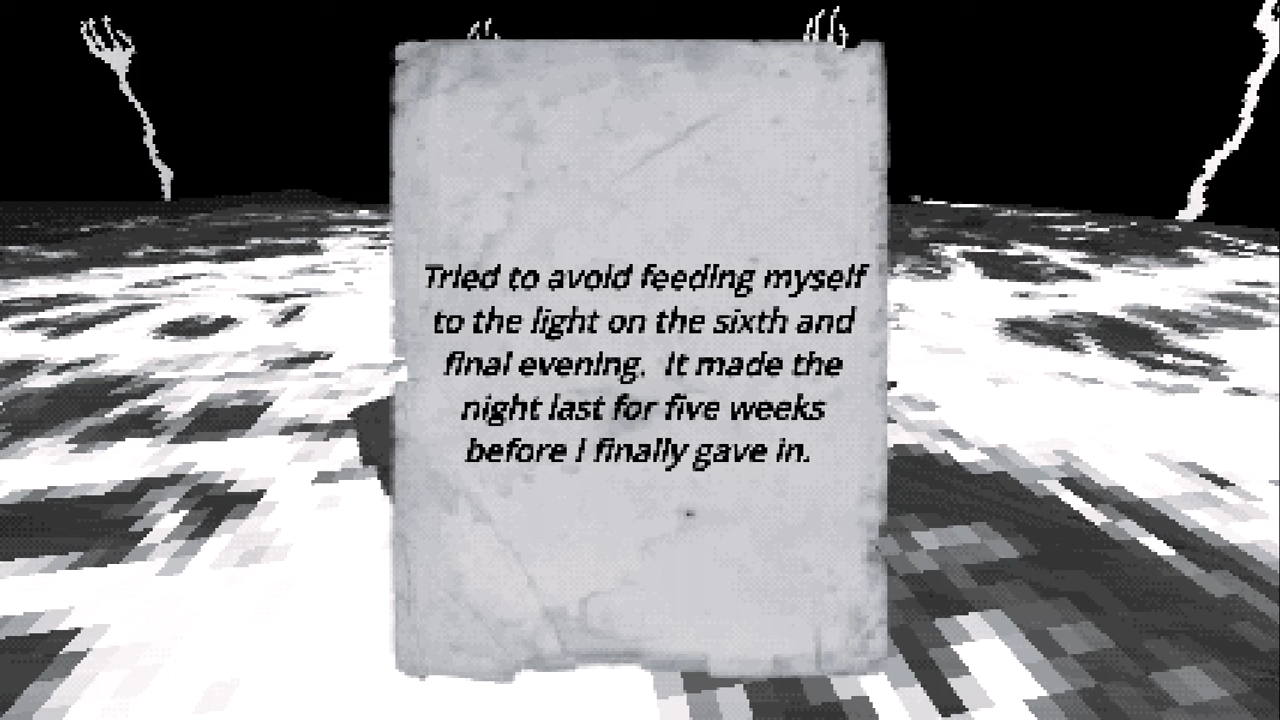 Tried to avoid feeding myself
to the light on the sixth and
final evening.  It made the
night last for five weeks
before I finally gave in.